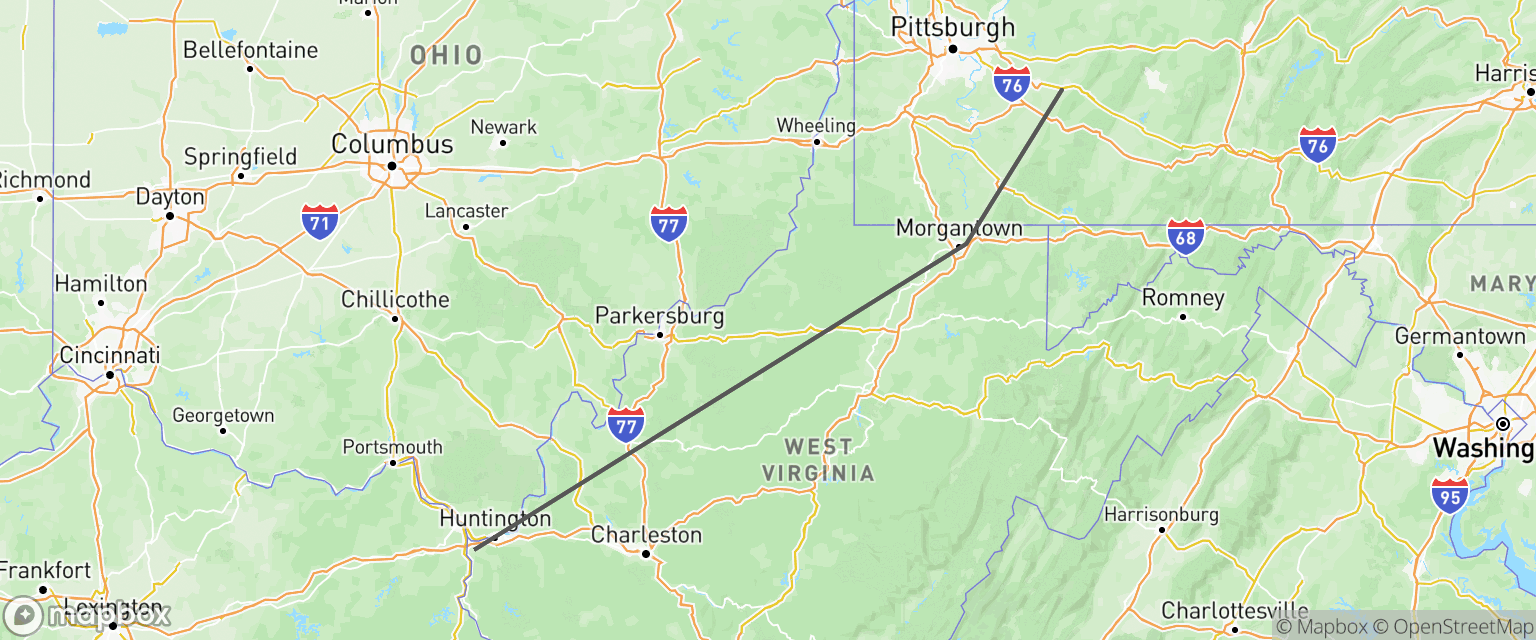 Marion
Pittsburgh
Bellefontaine
OHIO
76
Harris
Newark
Wheeling
Columbus
76
Springfield
Richmond
Dayton
Lancaster
71
77
Morgantown
68
Hamilton
MARY
Chillicothe
Romney
Parkersburg
Germantown
Cincinnati
Georgetown
77
Portsmouth
WEST
VIRGINIA
Washing
95
Huntington
Harrisonburg
Charleston
Frankfort
Lexington
mapbox
Charlottesville
© Mapbox © OpenStreetMap